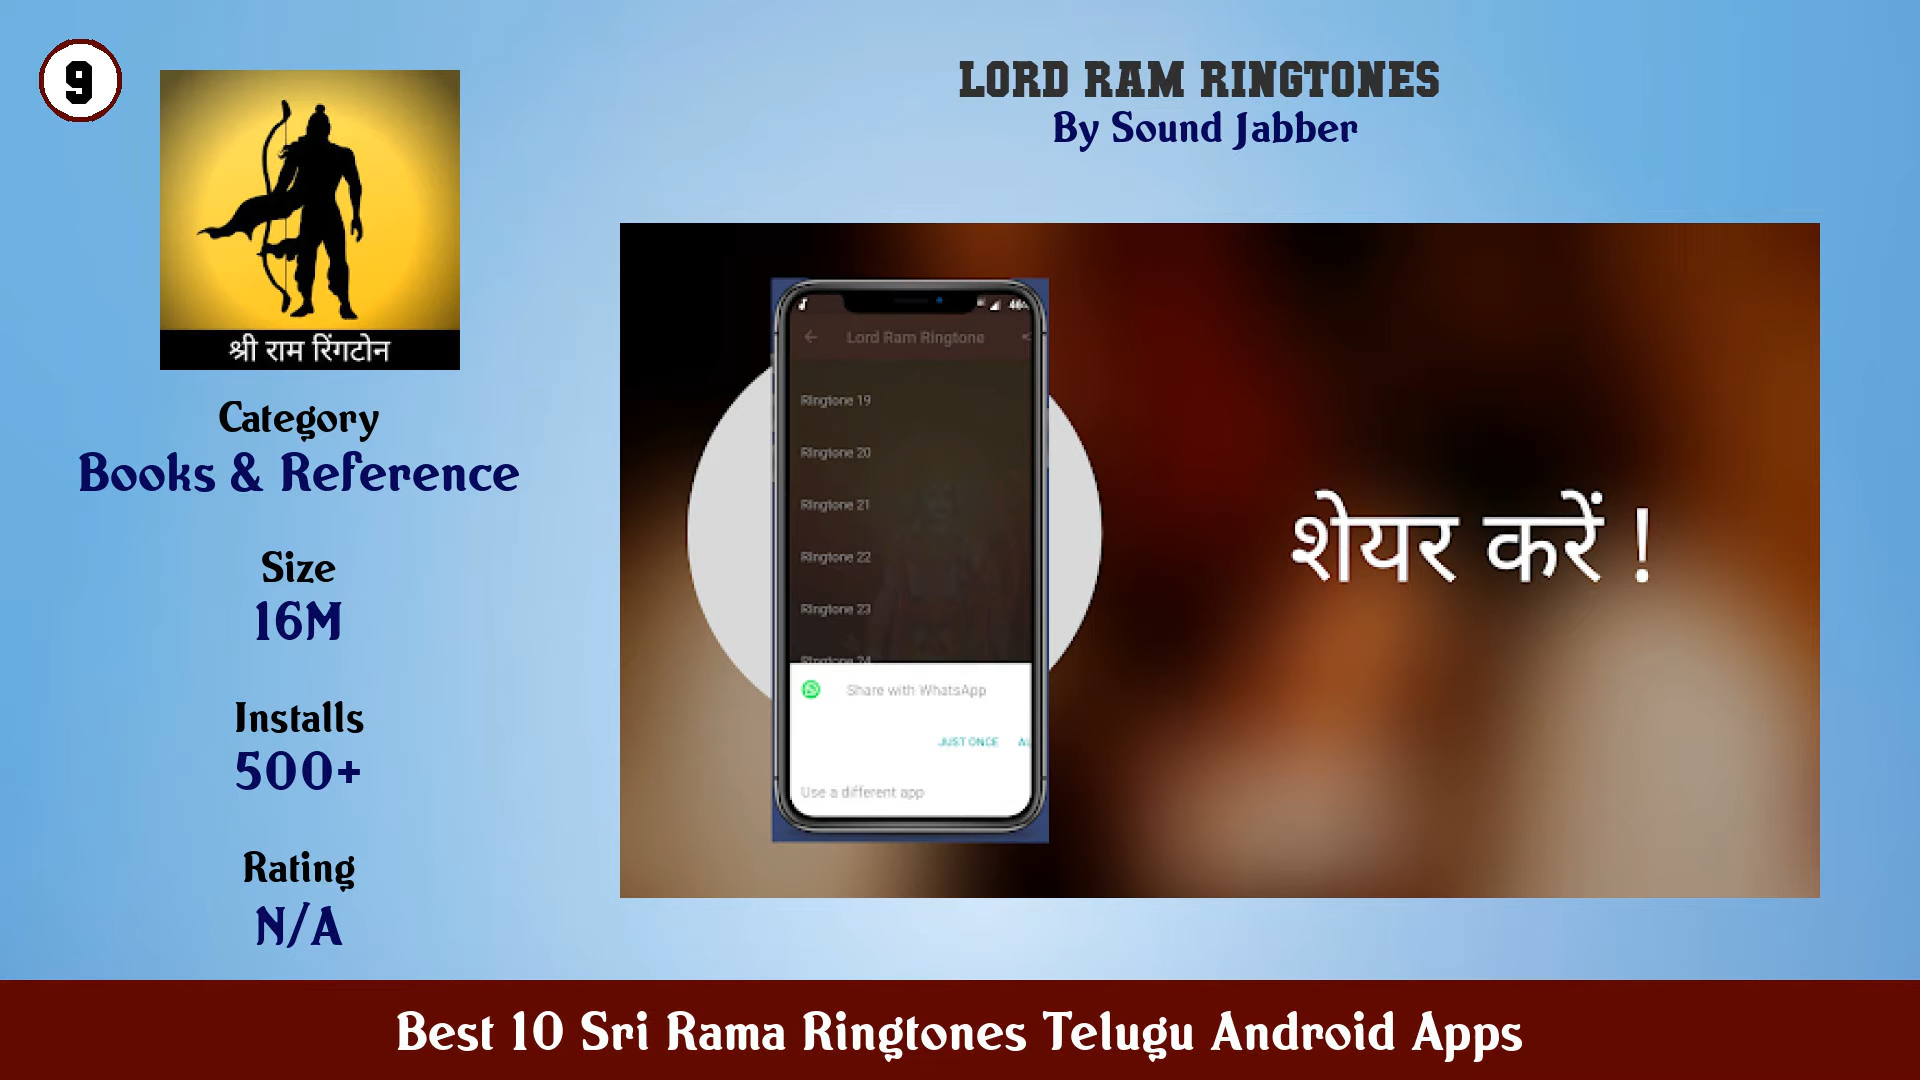 9
LORD RAM RINGTONES
By Sound Jabber
श्री राम रिंगटोन
Category
Books & Reference
Size
16M
Installs
500+
Rating
N/A
Lord Ram Ringtone
Ringtone 19
Ringtone 20
Ringtone 21
Ringtone 22
Ringtone 23
Ringtone 24
Share with WhatsApp
JUST ONCE
Use a different app
शेयर करें !
Best 10 Sri Rama Ringtones Telugu Android Apps